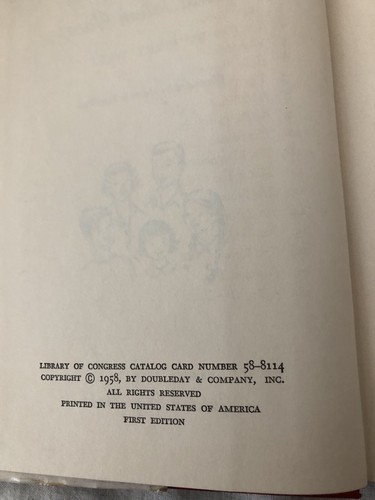 LIBRARY OF CONGRESS CATALOG CARD NUMBER 58–8114
COPYRIGHT © 1958, BY DOUBLEDAY & COMPANY, INC.
ALL RIGHTS RESERVED
PRINTED IN THE UNITED STATES OF AMERICA
FIRST EDITION